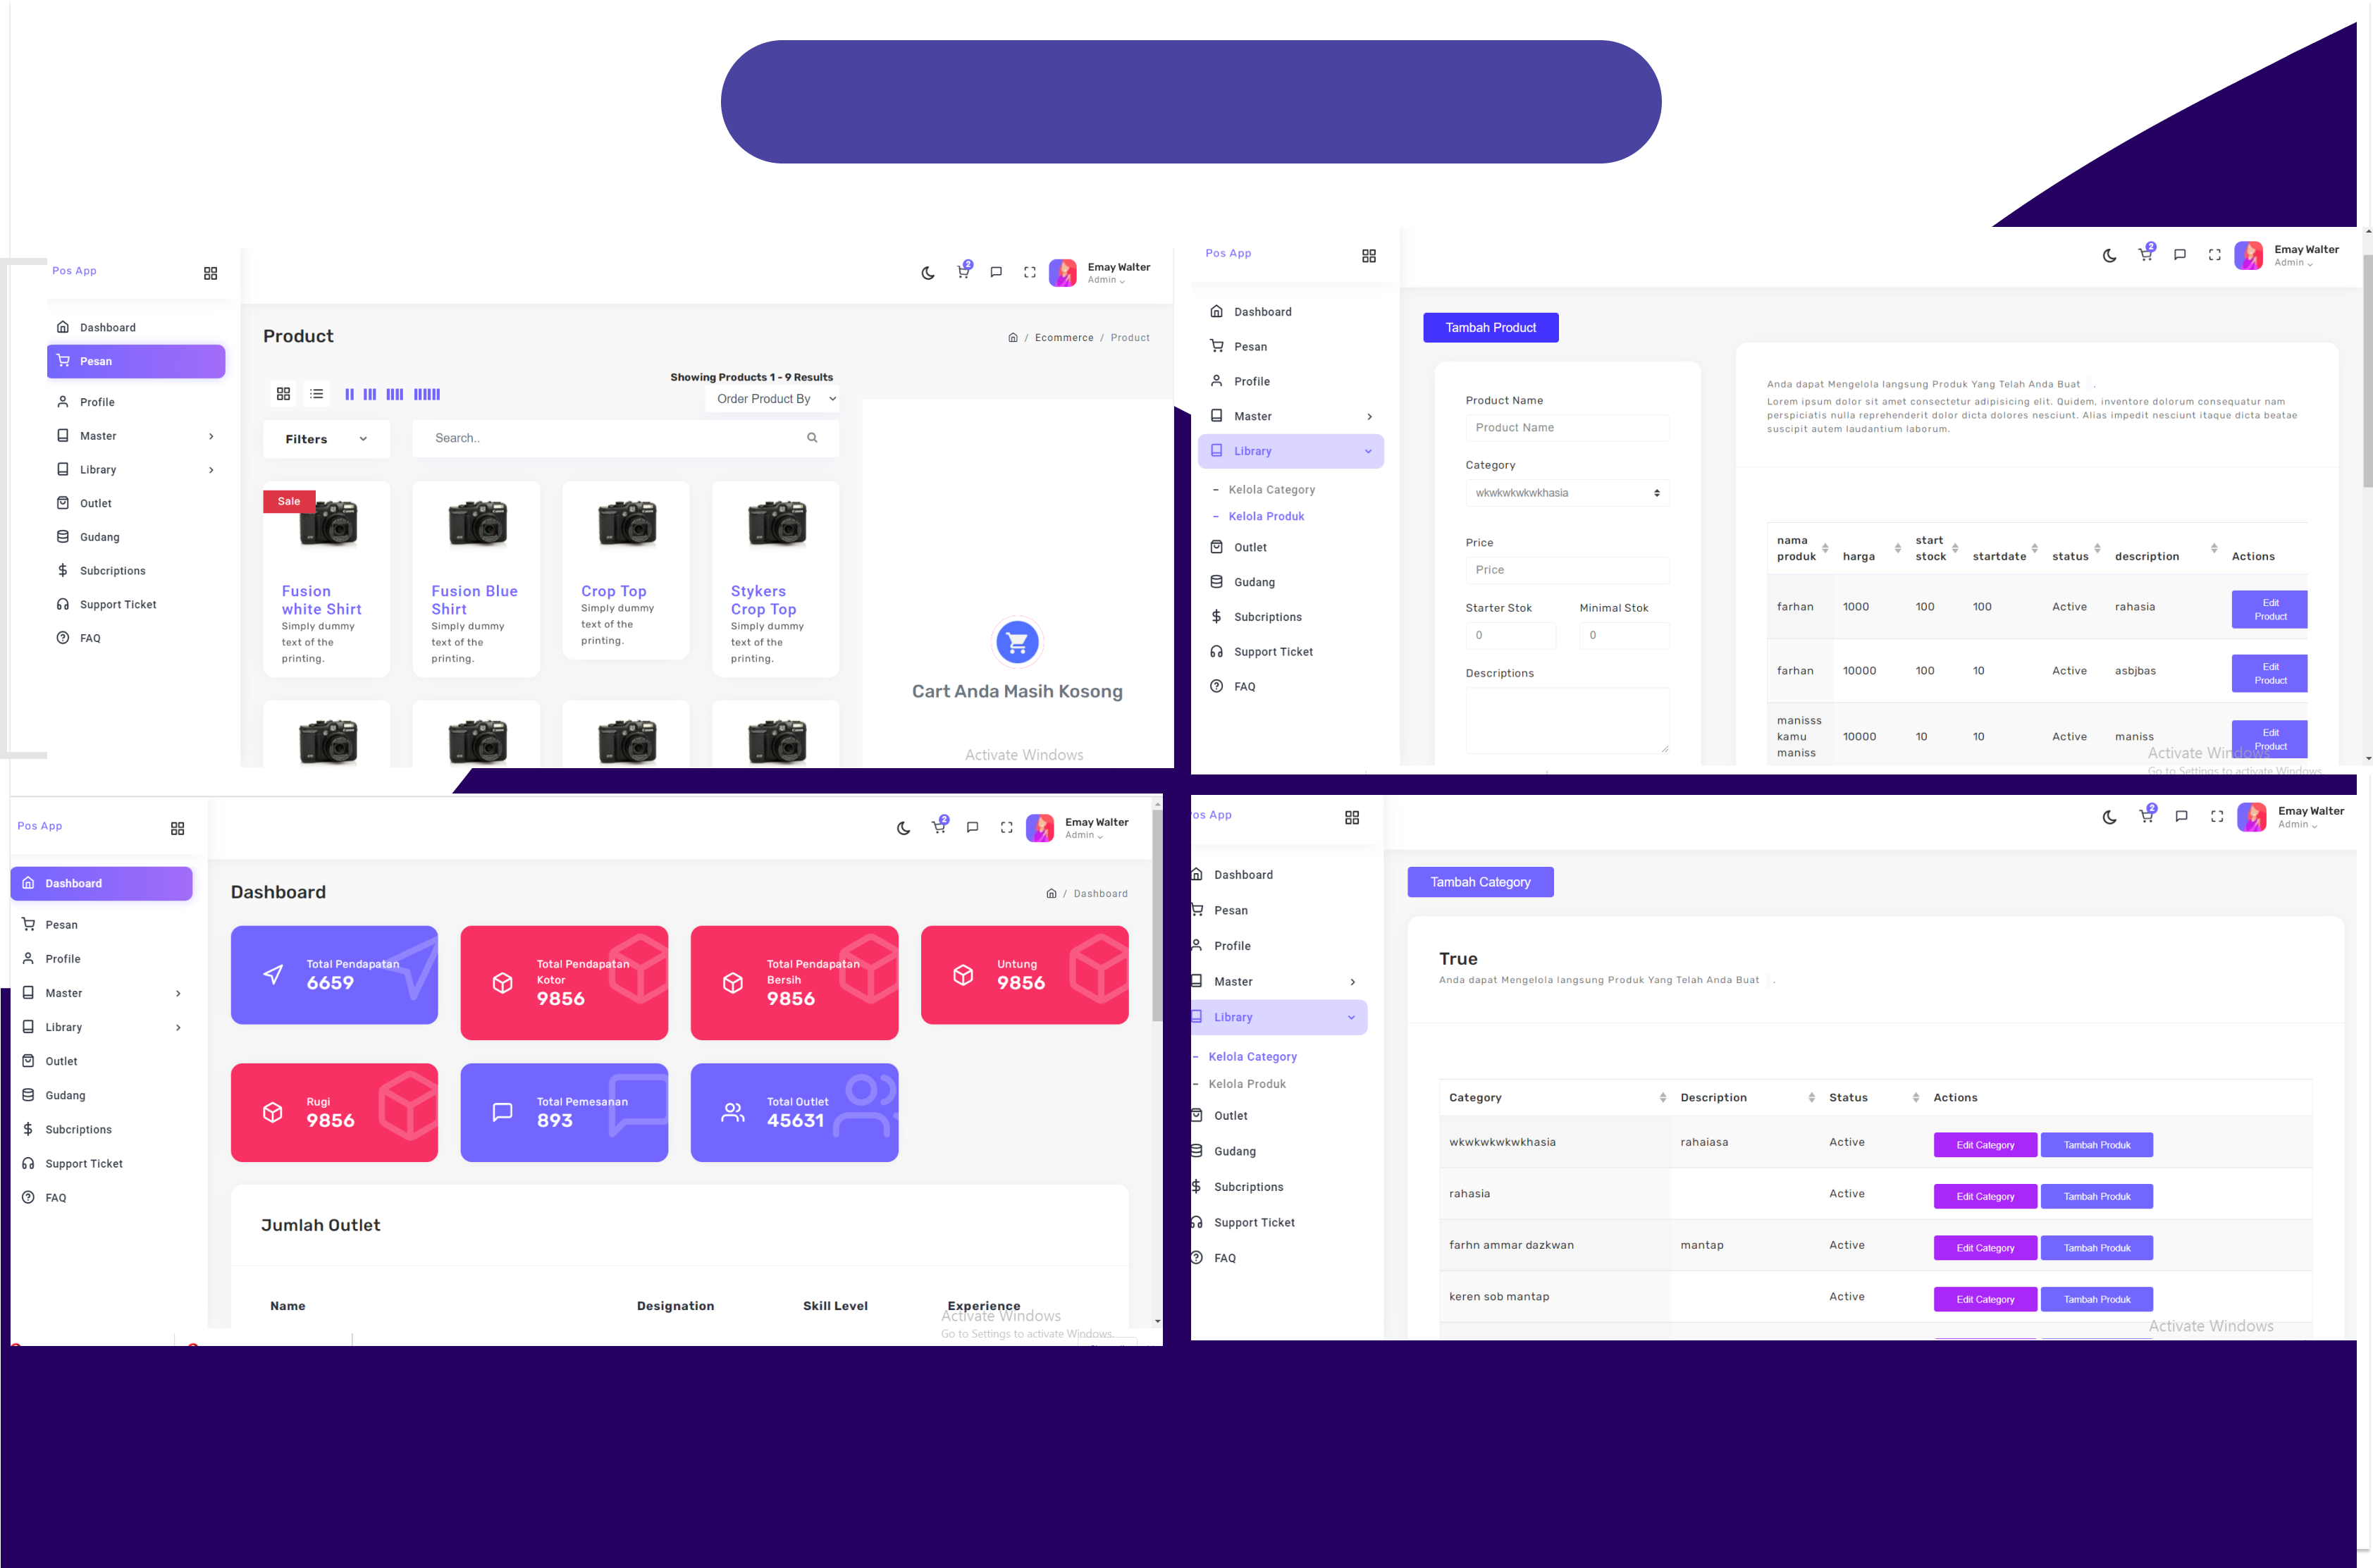 Pos App
2
Emay Walter
Admin
Dashboard
Pesan
Profile
Master
Library
Outlet
Gudang
Subcriptions
Support Ticket
FAQ
Product
/ Ecommerce / Product
Showing Products 1 - 9 Results
Order Product By
Filters
Search..
Sale
Fusion
white Shirt
Simply dummy
text of the
printing.
Fusion Blue
Shirt
Simply dummy
text of the
printing.
Crop Top
Simply dummy
text of the
printing.
Stykers
Crop Top
Simply dummy
text of the
printing.
Cart Anda Masih Kosong
Activate Windows
Pos App
2
Emay Walter
Admin
Dashboard
Pesan
Profile
Master
Library
- Kelola Category
- Kelola Produk
Outlet
Gudang
Subcriptions
Support Ticket
FAQ
Tambah Product
Product Name
Product Name
Category
wkwkwkwkwkhasia
Price
Price
Starter Stok Minimal Stok
0 0
Descriptions
Anda dapat Mengelola langsung Produk Yang Telah Anda Buat .
Lorem ipsum dolor sit amet consectetur adipisicing elit. Quidem, inventore dolorum consequatur nam
perspiciatis nulla reprehenderit dolor dicta dolores nesciunt. Alias impedit nesciunt itaque dicta beatae
suscipit autem laudantium laborum.
nama produk harga start stock startdate status description Actions
farhan 1000 100 100 Active rahasia Edit Product
farhan 10000 100 10 Active asbjbas Edit Product
manisss kamu maniss 10000 10 10 Active maniss Edit Product
Activate Windows
Go to Settings to activate Windows.
Pos App
2
Emay Walter
Admin
Dashboard
Pesan
Profile
Master
Library
Outlet
Gudang
Subcriptions
Support Ticket
FAQ
Dashboard
/ Dashboard
Total Pendapatan
6659
Total Pendapatan
Kotor
9856
Total Pendapatan
Bersih
9856
Untung
9856
Rugi
9856
Total Pemesanan
893
Total Outlet
45631
Jumlah Outlet
Name Designation Skill Level Experience
Activate Windows
Go to Settings to activate Windows.
os App
2
Emay Walter
Admin
Dashboard
Pesan
Profile
Master
Library
- Kelola Category
- Kelola Produk
Outlet
Gudang
Subcriptions
Support Ticket
FAQ
Tambah Category
True
Anda dapat Mengelola langsung Produk Yang Telah Anda Buat .
Category Description Status Actions
wkwkwkwkwkhasia rahaiasa Active Edit Category Tambah Produk
rahasia Active Edit Category Tambah Produk
farhn ammar dazkwan mantap Active Edit Category Tambah Produk
keren sob mantap Active Edit Category Tambah Produk
Activate Windows